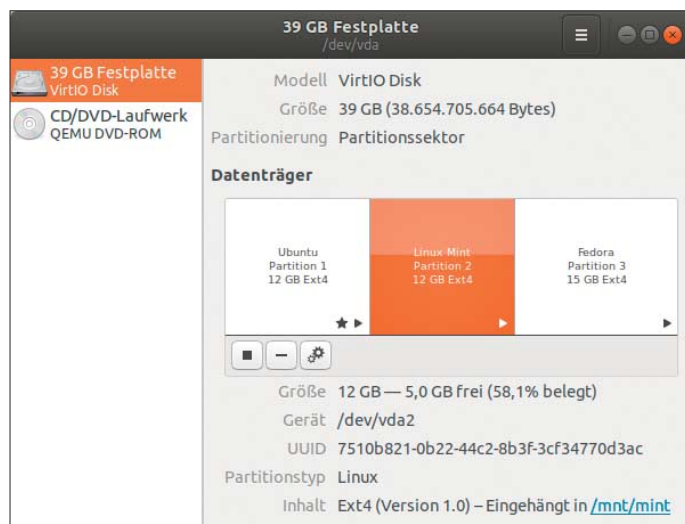 39 GB Festplatte
/dev/vda
39 GB Festplatte
VirtIO Disk
CD/DVD-Laufwerk
QEMU DVD-ROM
Modell VirtIO Disk
Größe 39 GB (38.654.705.664 Bytes)
Partitionierung Partitionssektor
Datenträger
Ubuntu
Partition 1
12 GB Ext4
Linux Mint
Partition 2
12 GB Ext4
Fedora
Partition 3
15 GB Ext4
Größe 12 GB — 5,0 GB frei (58,1% belegt)
Gerät /dev/vda2
UUID 7510b821-0b22-44c2-8b3f-3cf34770d3ac
Partitionstyp Linux
Inhalt Ext4 (Version 1.0) – Eingehängt in /mnt/mint